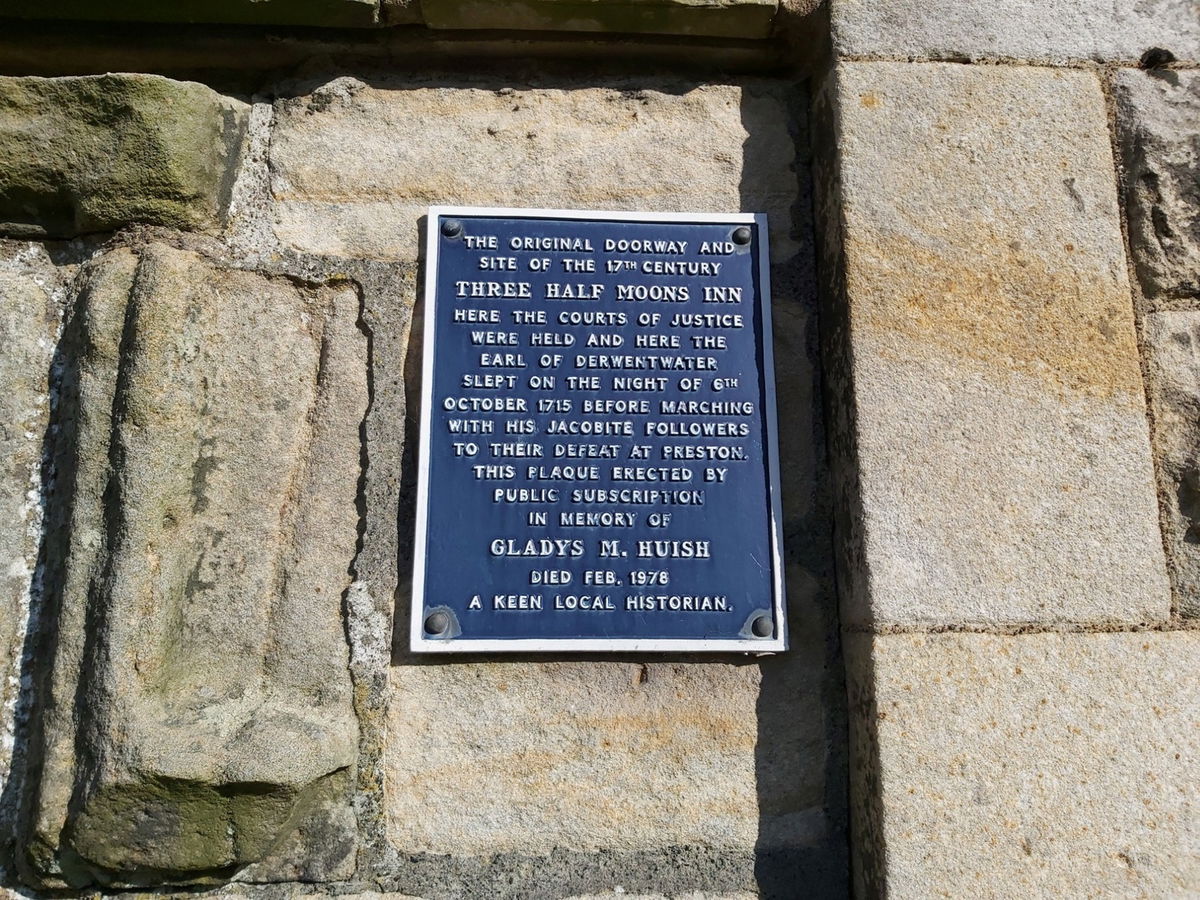 THE ORIGINAL DOORWAY AND
SITE OF THE 17TH CENTURY
THREE HALF MOONS INN
HERE THE COURTS OF JUSTICE
WERE HELD AND HERE THE
EARL OF DERWENTWATER
SLEPT ON THE NIGHT OF 6TH
OCTOBER 1715 BEFORE MARCHING
WITH HIS JACOBITE FOLLOWERS
TO THEIR DEFEAT AT PRESTON.
THIS PLAQUE ERECTED BY
PUBLIC SUBSCRIPTION
IN MEMORY OF
GLADYS M. HUISH
DIED FEB. 1978
A KEEN LOCAL HISTORIAN.